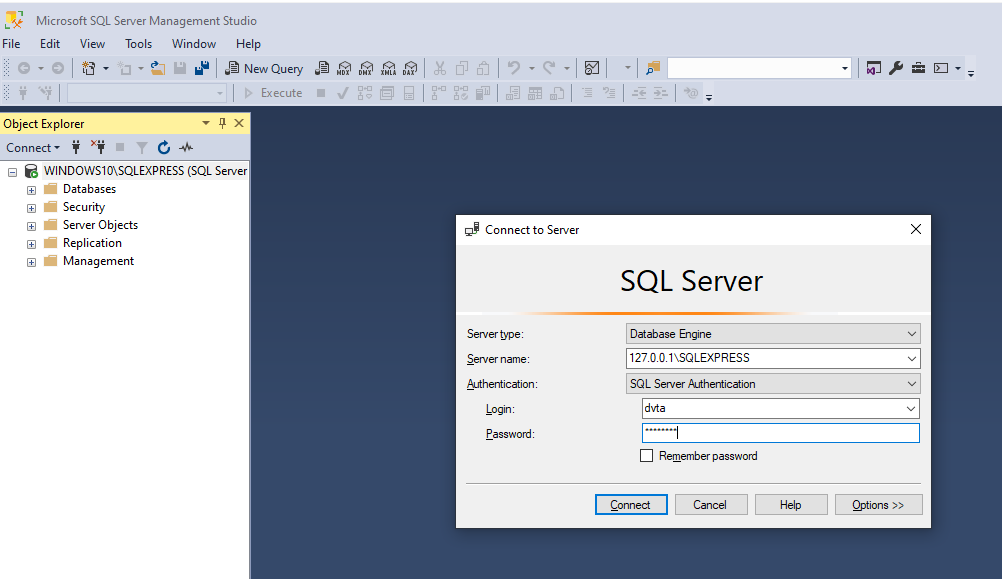 Microsoft SQL Server Management Studio
File Edit View Tools Window Help
New Query MDX DMX XMLA DAX
Execute
Object Explorer
Connect
WINDOWS10\SQLEXPRESS (SQL Server
Databases
Security
Server Objects
Replication
Management
Connect to Server
SQL Server
Server type: Database Engine
Server name: 127.0.0.1\SQLEXPRESS
Authentication: SQL Server Authentication
Login: dvta
Password: ********
Remember password
Connect Cancel Help Options >>